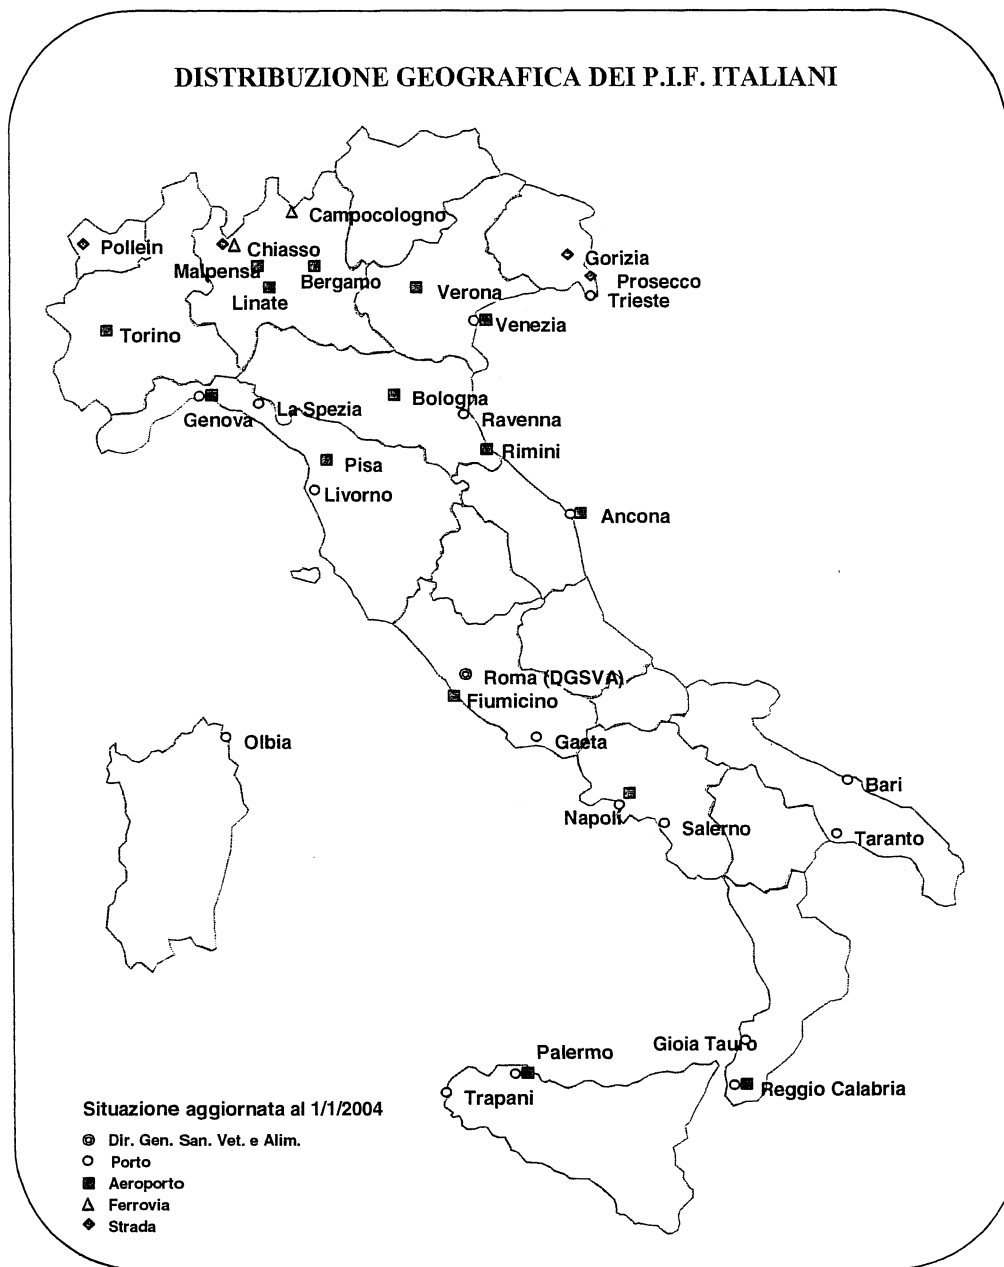 DISTRIBUZIONE GEOGRAFICA DEI P.I.F. ITALIANI
Campocologno
Pollein
Chiasso
Gorizia
Malpensa
Bergamo
Prosecco
Linate
Verona
Trieste
Venezia
Torino
Bologna
La Spezia
Genova
Ravenna
Rimini
Pisa
Livorno
Ancona
Roma (DGSVA)
Fiumicino
Olbia
Gaeta
Bari
Napoli
Salerno
Taranto
Gioia Tauro
Palermo
Reggio Calabria
Trapani
Situazione aggiornata al 1/1/2004
Dir. Gen. San. Vet. e Alim.
Porto
Aeroporto
Ferrovia
Strada